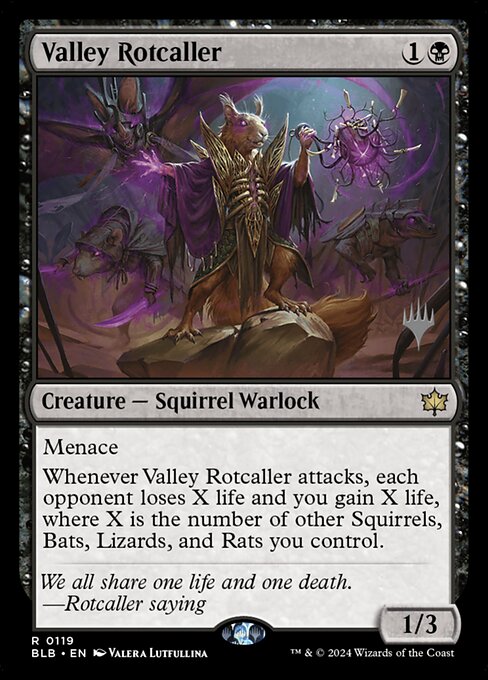 Valley Rotcaller 1
Creature — Squirrel Warlock
Menace
Whenever Valley Rotcaller attacks, each
opponent loses X life and you gain X life,
where X is the number of other Squirrels,
Bats, Lizards, and Rats you control.
We all share one life and one death.
—Rotcaller saying
1/3
R 0119
BLB • EN Valera Lutfullina
™ & © 2024 Wizards of the Coast